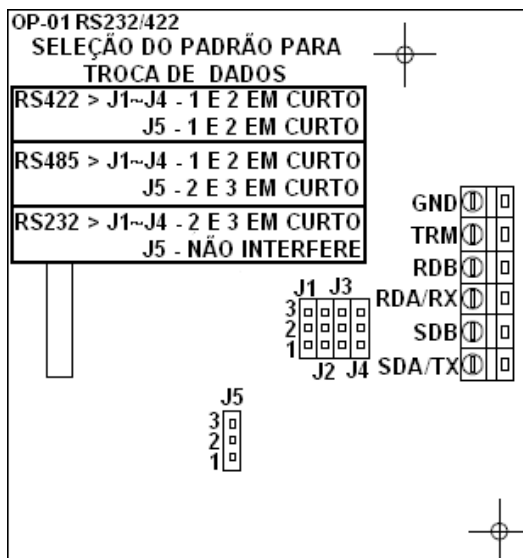 OP-01 RS232/422
SELEÇÃO DO PADRÃO PARA
TROCA DE DADOS
RS422 > J1~J4 - 1 E 2 EM CURTO
J5 - 1 E 2 EM CURTO
RS485 > J1~J4 - 1 E 2 EM CURTO
J5 - 2 E 3 EM CURTO
RS232 > J1~J4 - 2 E 3 EM CURTO
J5 - NÃO INTERFERE
GND
TRM
RDB
RDA/RX
SDB
SDA/TX
J1 J3
3
2
1
J2 J4
J5
3
2
1